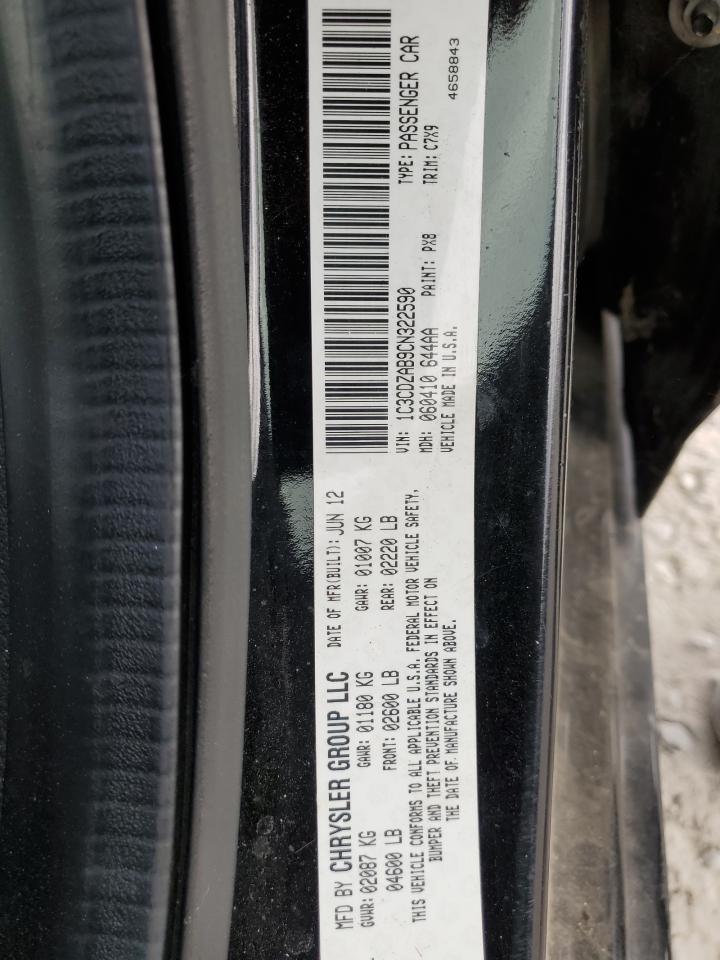 MFD BY CHRYSLER GROUP LLC
DATE OF MFR(BUILT): JUN 12
GVWR: 02087 KG
GAWR: 01180 KG
GAWR: 01007 KG
04600 LB
FRONT: 02600 LB
REAR: 02220 LB
THIS VEHICLE CONFORMS TO ALL APPLICABLE U.S.A. FEDERAL MOTOR VEHICLE SAFETY,
BUMPER AND THEFT PREVENTION STANDARDS IN EFFECT ON
THE DATE OF MANUFACTURE SHOWN ABOVE.
VIN: 1C3CDZAB9CN322590
TYPE: PASSENGER CAR
MDH: 060410 644AA
PAINT: PX8
TRIM: C7X9
VEHICLE MADE IN U.S.A.
4658843